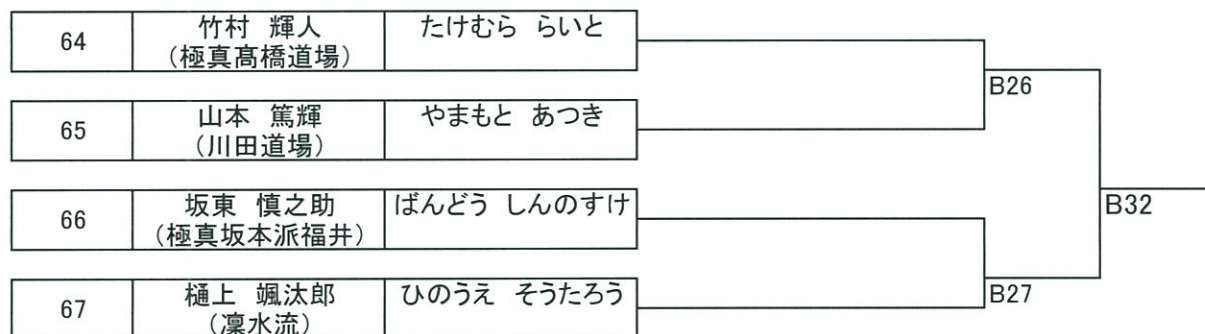 64 竹村 輝人 たけむら らいと
(極真髙橋道場)
B26
65 山本 篤輝 やまもと あつき
(川田道場)
66 坂東 慎之助 ばんどう しんのすけ
(極真坂本派福井)
B32
67 樋上 颯汰郎 ひのうえ そうたろう
(凜水流)
B27